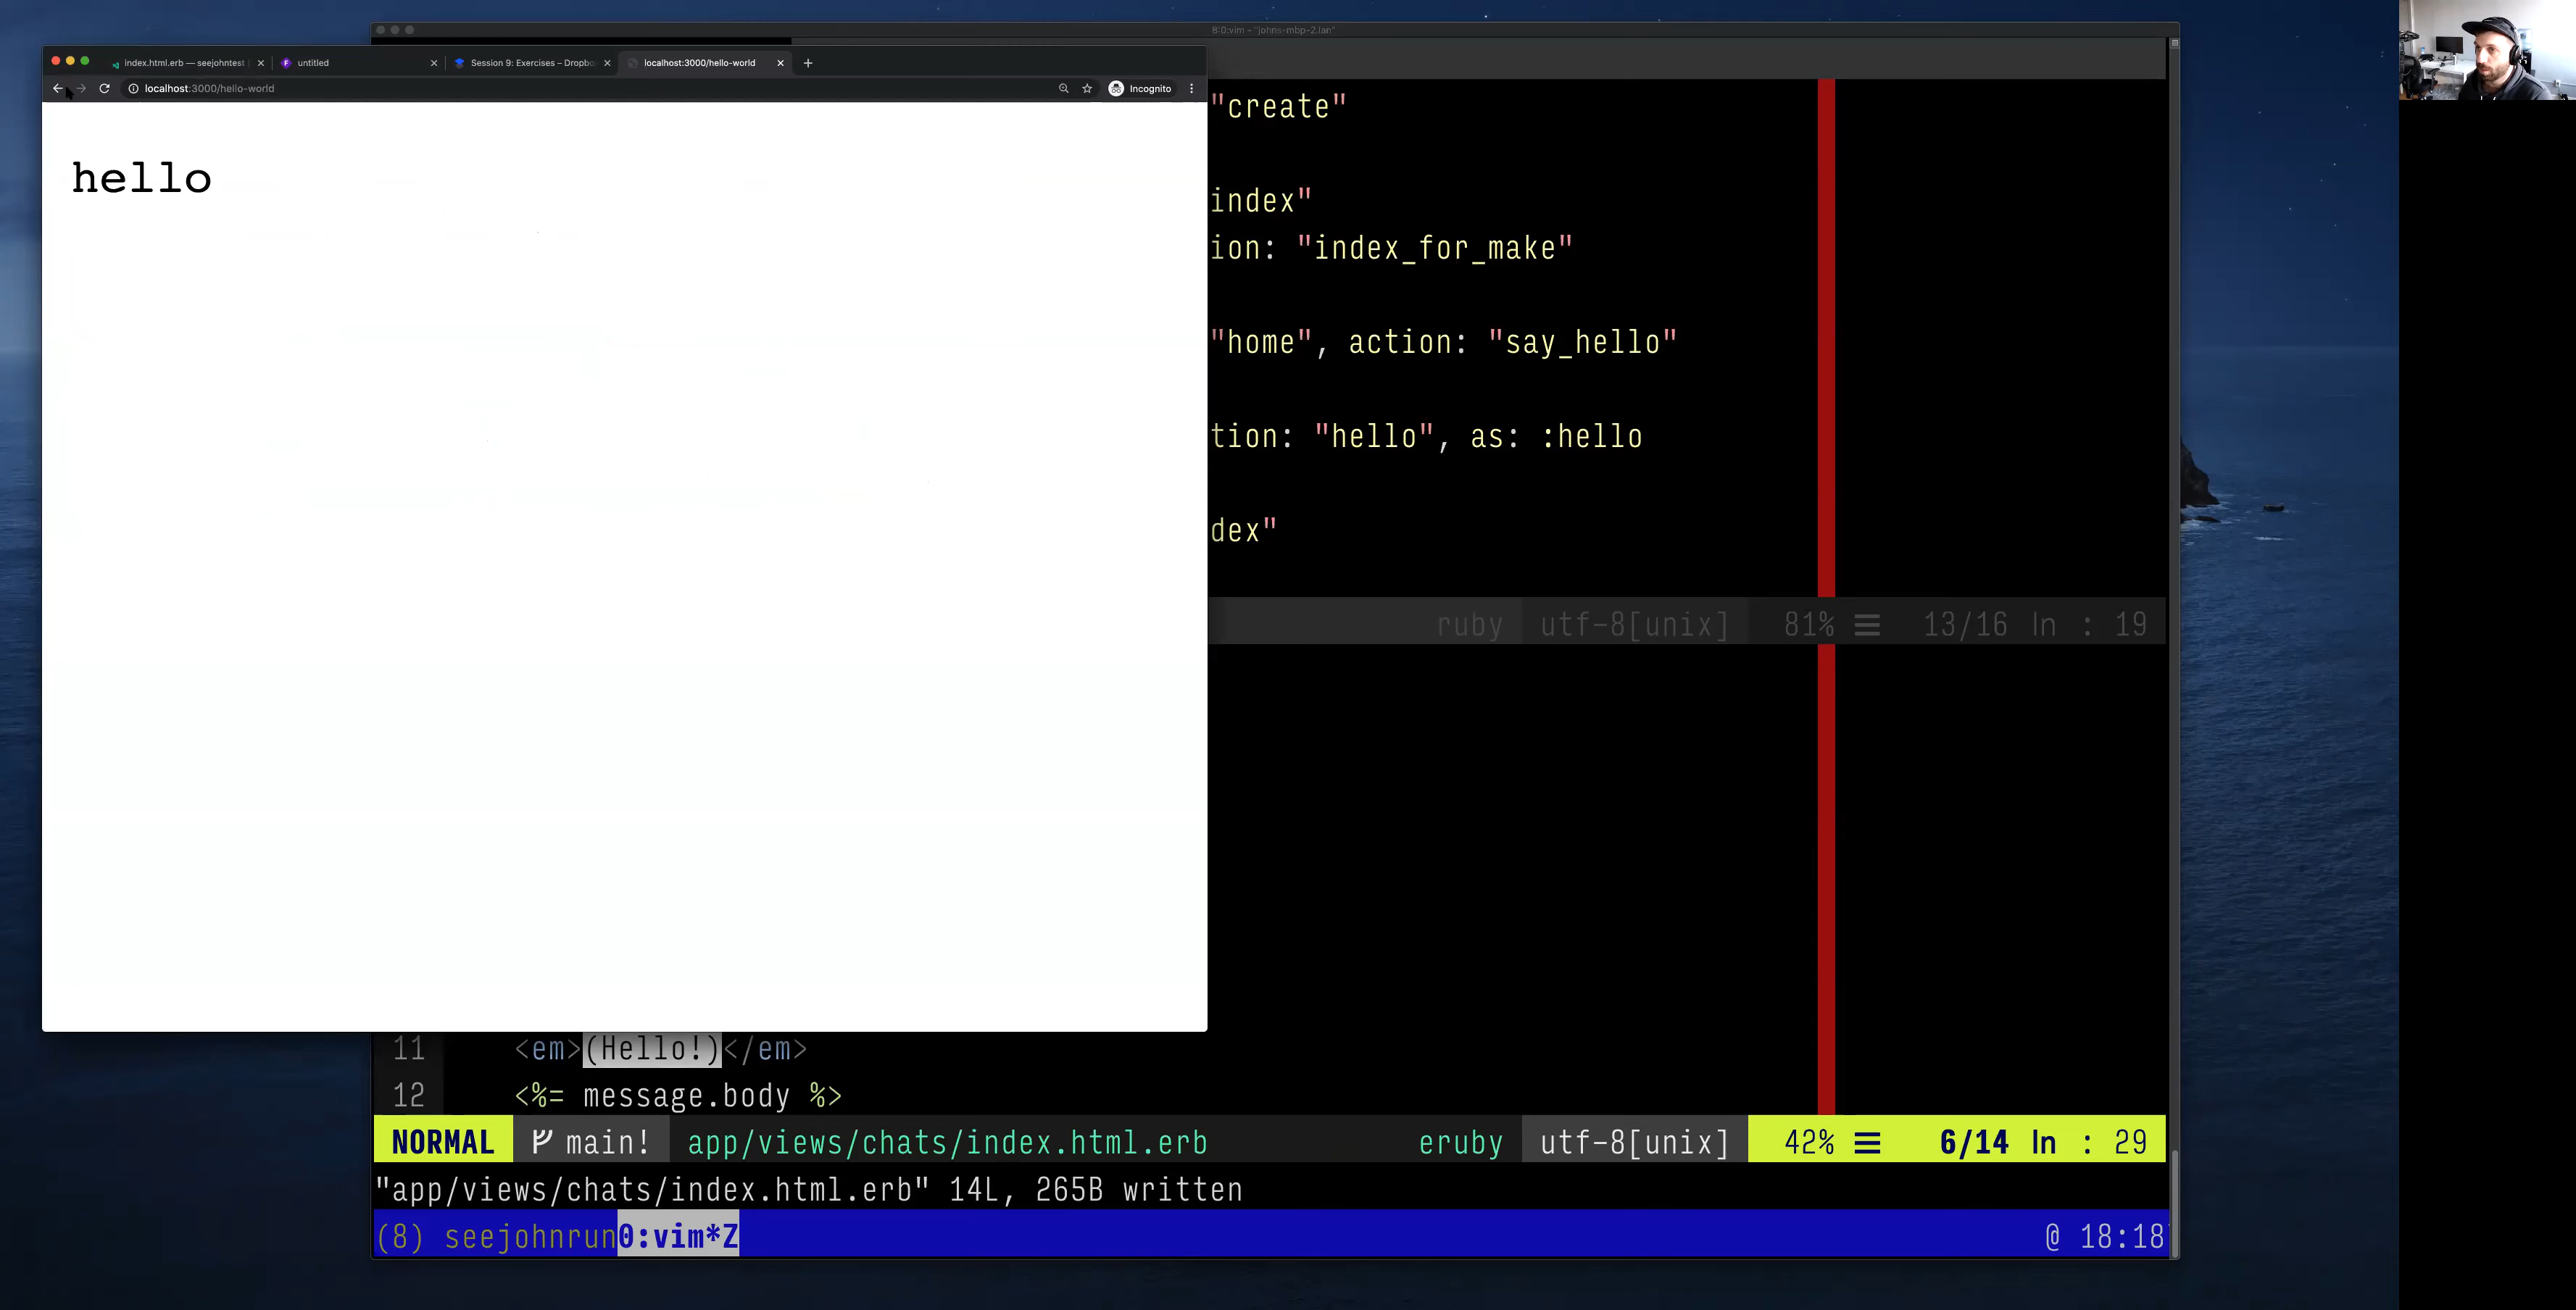 8:0:vim - "johns-mbp-2.lan"
index.html.erb — seejohntest
untitled
Session 9: Exercises – Dropbo
localhost:3000/hello-world
localhost:3000/hello-world
Incognito
hello
"create"
index"
ion: "index_for_make"
"home", action: "say_hello"
tion: "hello", as: :hello
dex"
ruby utf-8[unix] 81% ☰ 13/16 ln : 19
11 <em>(Hello!)</em>
12 <%= message.body %>
NORMAL main! app/views/chats/index.html.erb eruby utf-8[unix] 42% ☰ 6/14 ln : 29
"app/views/chats/index.html.erb" 14L, 265B written
(8) seejohnrun0:vim*Z @ 18:18